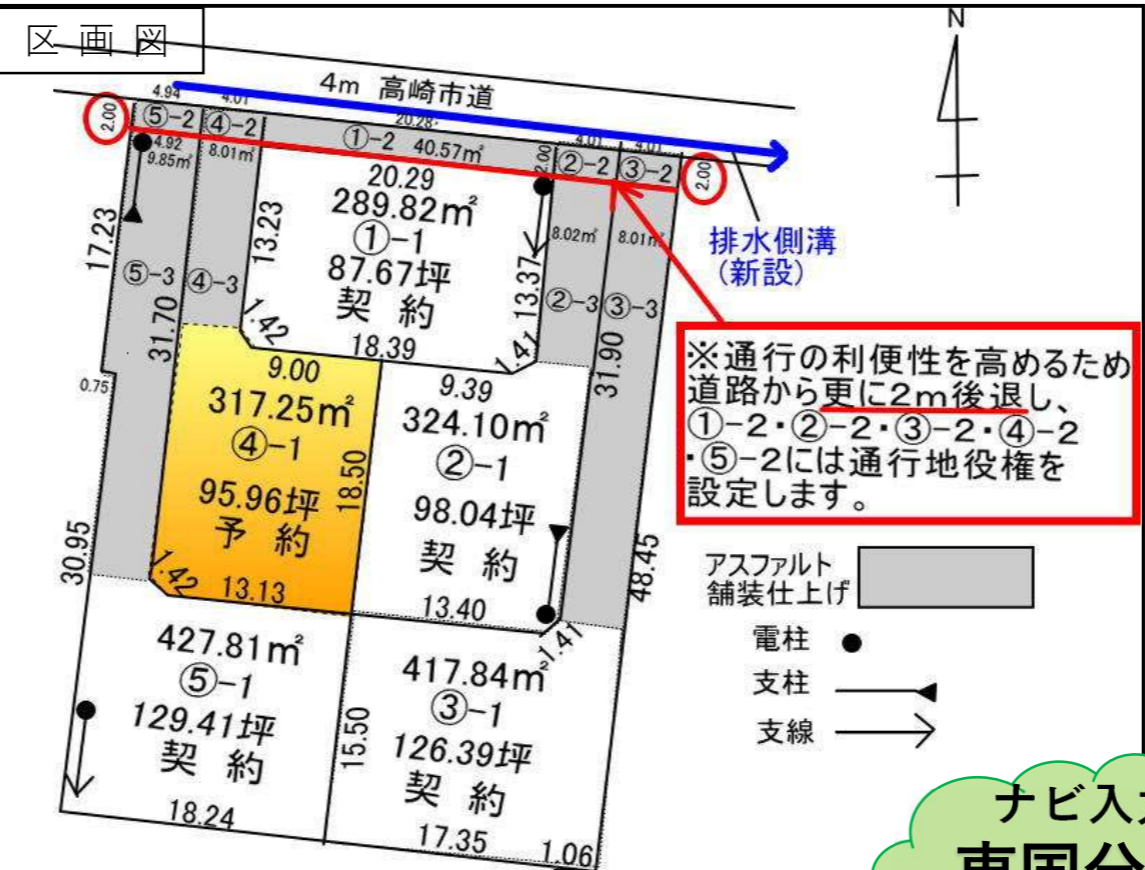 区画図
N
4m 高崎市道
4.94
4.01
20.28
4.01
4.01
2.00
⑤-2
④-2
①-2 40.57㎡
2.00
②-2
③-2
2.00
4.92
9.85㎡
8.01㎡
8.02㎡
8.01㎡
排水側溝
(新設)
20.29
289.82㎡
①-1
87.67坪
契約
17.23
13.23
13.37
⑤-3
④-3
②-3
③-3
31.70
1.42
18.39
1.41
31.90
0.75
9.00
317.25㎡
④-1
95.96坪
予約
18.50
9.39
324.10㎡
②-1
98.04坪
契約
※通行の利便性を高めるため
道路から更に2m後退し、
①-2・②-2・③-2・④-2
・⑤-2には通行地役権を
設定します。
30.95
1.42
13.13
13.40
1.41
48.45
アスファルト
舗装仕上げ
電柱
支柱
支線
427.81㎡
⑤-1
129.41坪
契約
15.50
417.84㎡
③-1
126.39坪
契約
18.24
17.35
1.06
ナビ入